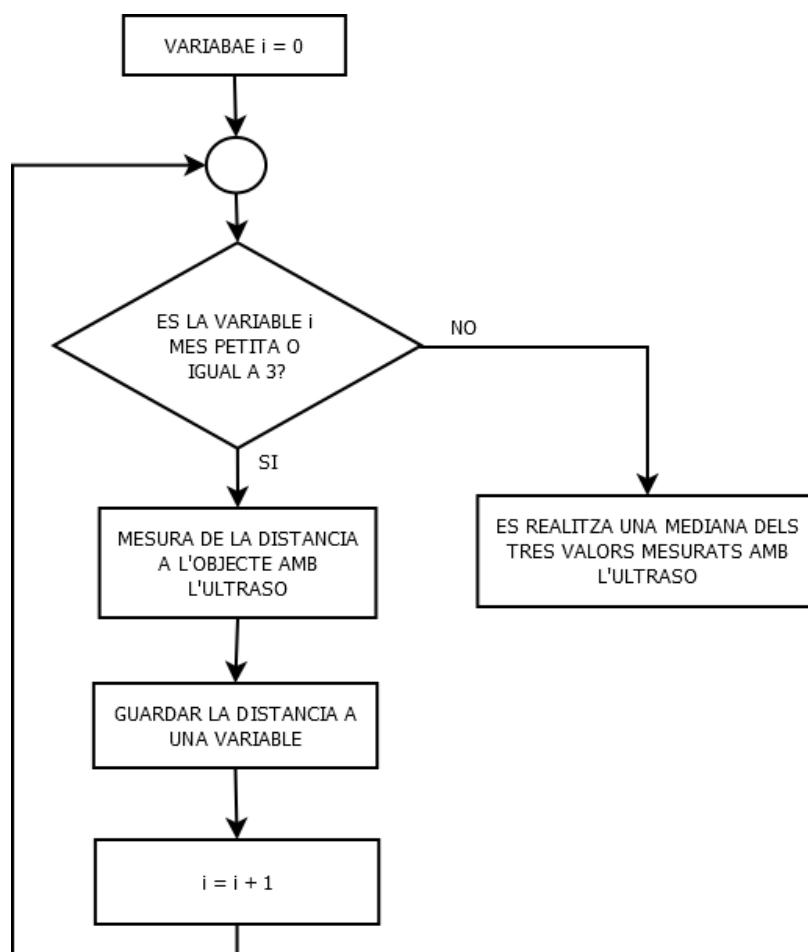 VARIABAE i = 0
ES LA VARIABLE i
MES PETITA O
IGUAL A 3?
NO
SI
MESURA DE LA DISTANCIA
A L'OBJECTE AMB
L'ULTRASO
ES REALITZA UNA MEDIANA DELS
TRES VALORS MESURATS AMB
L'ULTRASO
GUARDAR LA DISTANCIA A
UNA VARIABLE
i = i + 1